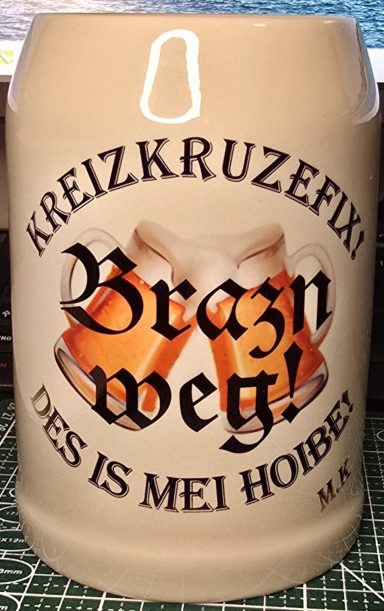 KREIZKRUZEFIX!
Brazn
weg!
DES IS MEI HOIBE!
M.K